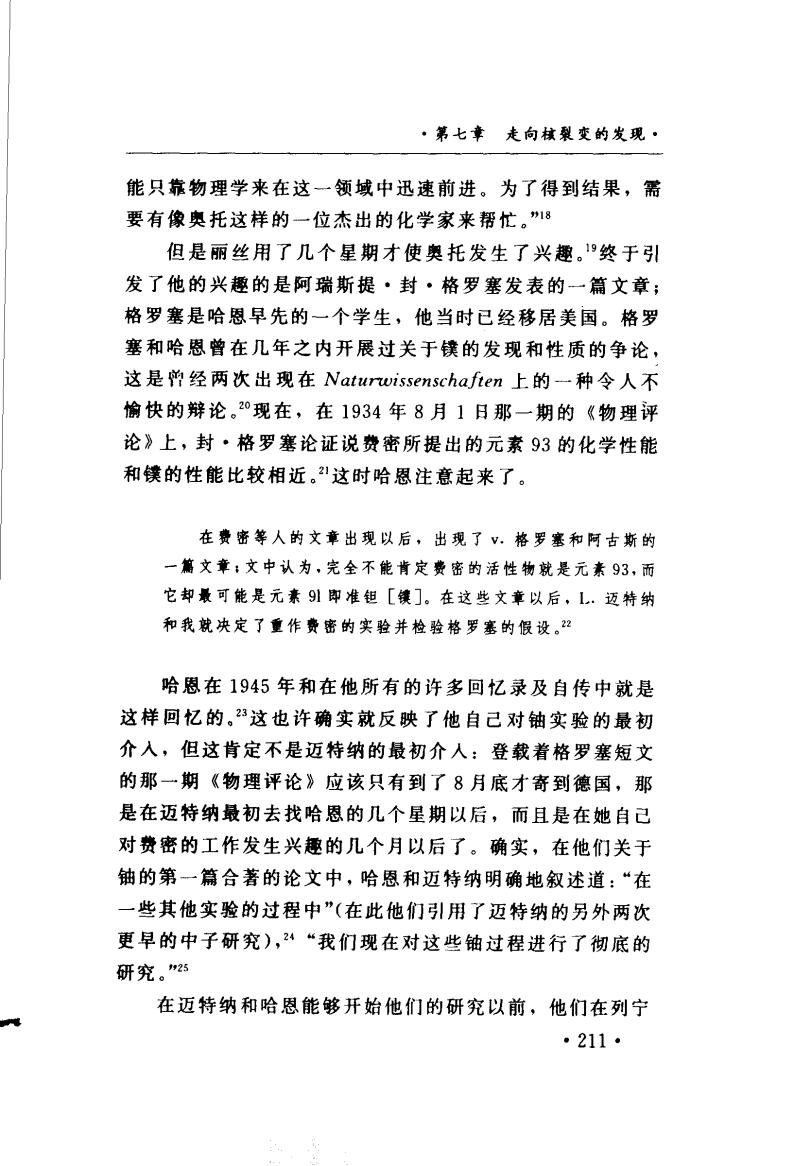 ·第七章 走向核裂变的发现·
能只靠物理学来在这一领域中迅速前进。为了得到结果，需
要有像奥托这样的一位杰出的化学家来帮忙。”18
但是丽丝用了几个星期才使奥托发生了兴趣。19终于引
发了他的兴趣的是阿瑞斯提·封·格罗塞发表的一篇文章；
格罗塞是哈恩早先的一个学生，他当时已经移居美国。格罗
塞和哈恩曾在几年之内开展过关于镤的发现和性质的争论，
这是曾经两次出现在 Naturwissenschaften 上的一种令人不
愉快的辩论。20现在，在 1934 年 8 月 1 日那一期的《物理评
论》上，封·格罗塞论证说费密所提出的元素 93 的化学性能
和镤的性能比较相近。21这时哈恩注意起来了。
在费密等人的文章出现以后，出现了 v. 格罗塞和阿古斯的
一篇文章；文中认为，完全不能肯定费密的活性物就是元素 93，而
它却最可能是元素 91 即准钽［镤］。在这些文章以后，L. 迈特纳
和我就决定了重作费密的实验并检验格罗塞的假设。22
哈恩在 1945 年和在他所有的许多回忆录及自传中就是
这样回忆的。23这也许确实就反映了他自己对铀实验的最初
介人，但这肯定不是迈特纳的最初介人：登载着格罗塞短文
的那一期《物理评论》应该只有到了 8 月底才寄到德国，那
是在迈特纳最初去找哈恩的几个星期以后，而且是在她自己
对费密的工作发生兴趣的几个月以后了。确实，在他们关于
铀的第一篇合著的论文中，哈恩和迈特纳明确地叙述道：“在
一些其他实验的过程中”（在此他们引用了迈特纳的另外两次
更早的中子研究），24 “我们现在对这些铀过程进行了彻底的
研究。”25
在迈特纳和哈恩能够开始他们的研究以前，他们在列宁
·211·